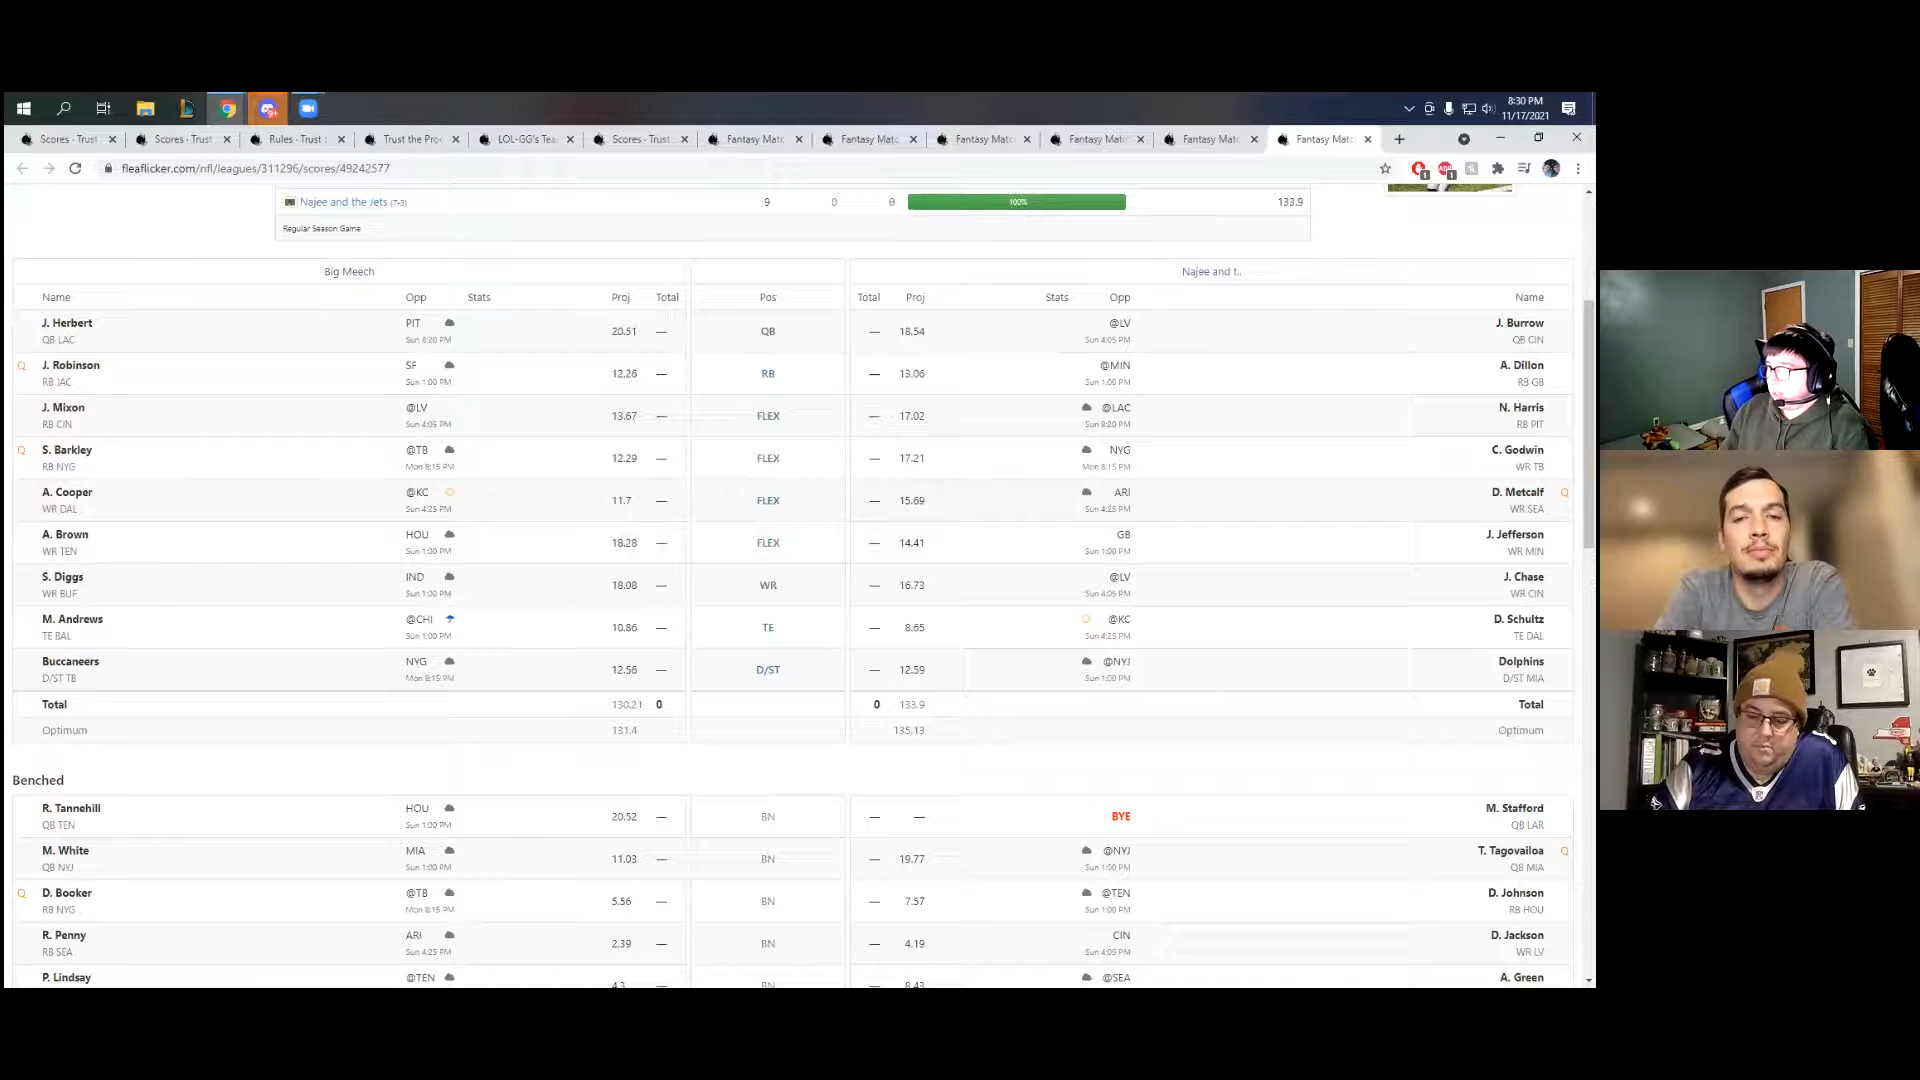 8:30 PM
11/17/2021
Scores - Trust
Scores - Trust
Rules - Trust
Trust the Pro
LOL-GG's Tea
Scores - Trust
Fantasy Matc
Fantasy Matc
Fantasy Matc
Fantasy Matc
Fantasy Matc
Fantasy Matc
fleaflicker.com/nfl/leagues/311296/scores/49242577
Najee and the Jets (7-3) 9 0 0 100% 133.9
Regular Season Game
Big Meech Najee and t..
Name Opp Stats Proj Total Pos Total Proj Stats Opp Name
J. Herbert PIT 20.51 — QB — 18.54 @LV J. Burrow
QB LAC Sun 8:20 PM Sun 4:05 PM QB CIN
Q J. Robinson SF 12.26 — RB — 13.06 @MIN A. Dillon
RB JAC Sun 1:00 PM Sun 1:00 PM RB GB
J. Mixon @LV 13.67 — FLEX — 17.02 @LAC N. Harris
RB CIN Sun 4:05 PM Sun 8:20 PM RB PIT
Q S. Barkley @TB 12.29 — FLEX — 17.21 NYG C. Godwin
RB NYG Mon 8:15 PM Mon 8:15 PM WR TB
A. Cooper @KC 11.7 — FLEX — 15.69 ARI D. Metcalf Q
WR DAL Sun 4:25 PM Sun 4:25 PM WR SEA
A. Brown HOU 18.28 — FLEX — 14.41 GB J. Jefferson
WR TEN Sun 1:00 PM Sun 1:00 PM WR MIN
S. Diggs IND 18.08 — WR — 16.73 @LV J. Chase
WR BUF Sun 1:00 PM Sun 4:05 PM WR CIN
M. Andrews @CHI 10.86 — TE — 8.65 @KC D. Schultz
TE BAL Sun 1:00 PM Sun 4:25 PM TE DAL
Buccaneers NYG 12.56 — D/ST — 12.59 @NYJ Dolphins
D/ST TB Mon 8:15 PM Sun 1:00 PM D/ST MIA
Total 130.21 0 0 133.9 Total
Optimum 131.4 135.13 Optimum
Benched
R. Tannehill HOU 20.52 — BN — — BYE M. Stafford
QB TEN Sun 1:00 PM QB LAR
M. White MIA 11.03 — BN — 19.77 @NYJ T. Tagovailoa Q
QB NYJ Sun 1:00 PM Sun 1:00 PM QB MIA
Q D. Booker @TB 5.56 — BN — 7.57 @TEN D. Johnson
RB NYG Mon 8:15 PM Sun 1:00 PM RB HOU
R. Penny ARI 2.39 — BN — 4.19 CIN D. Jackson
RB SEA Sun 4:25 PM Sun 4:05 PM WR LV
P. Lindsay @TEN 4.3 BN 8.43 @SEA A. Green